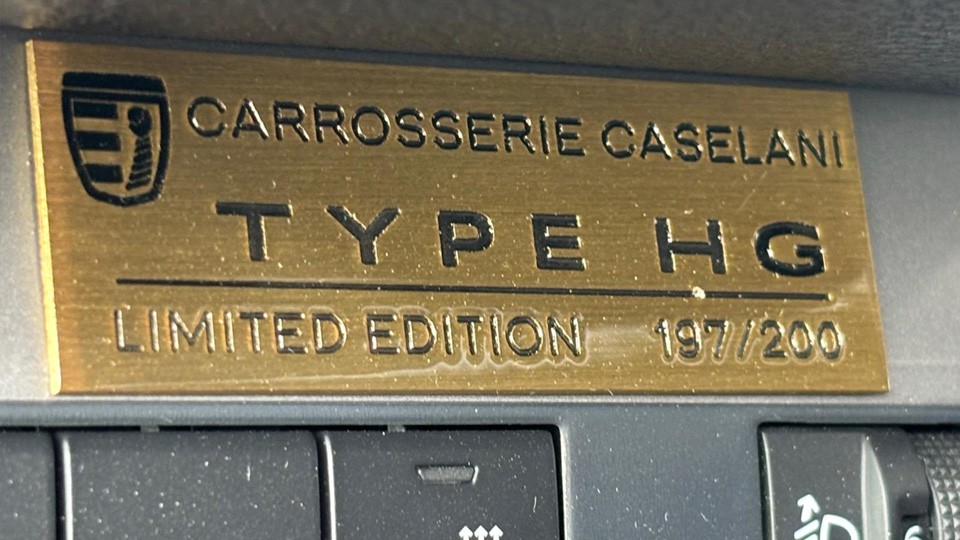 CARROSSERIE CASELANI
TYPE HG
LIMITED EDITION 197/200